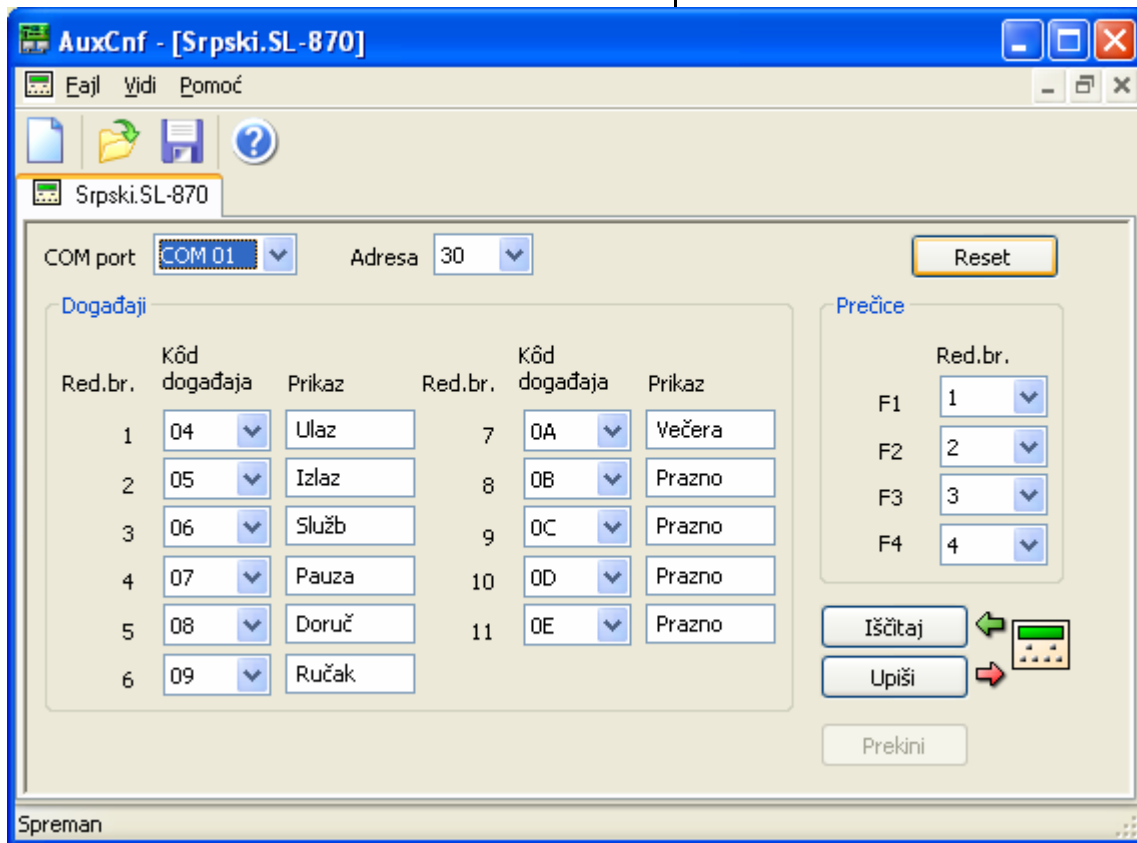 AuxCnf - [Srpski.SL-870]
Fajl Vidi Pomoć
Srpski.SL-870
COM port COM 01 Adresa 30 Reset
Događaji Prečice
Red.br. Kôd događaja Prikaz Red.br. Kôd događaja Prikaz Red.br.
1 04 Ulaz 7 0A Večera F1 1
2 05 Izlaz 8 0B Prazno F2 2
3 06 Služb 9 0C Prazno F3 3
4 07 Pauza 10 0D Prazno F4 4
5 08 Doruč 11 0E Prazno Iščitaj
6 09 Ručak Upiši
Prekini
Spreman